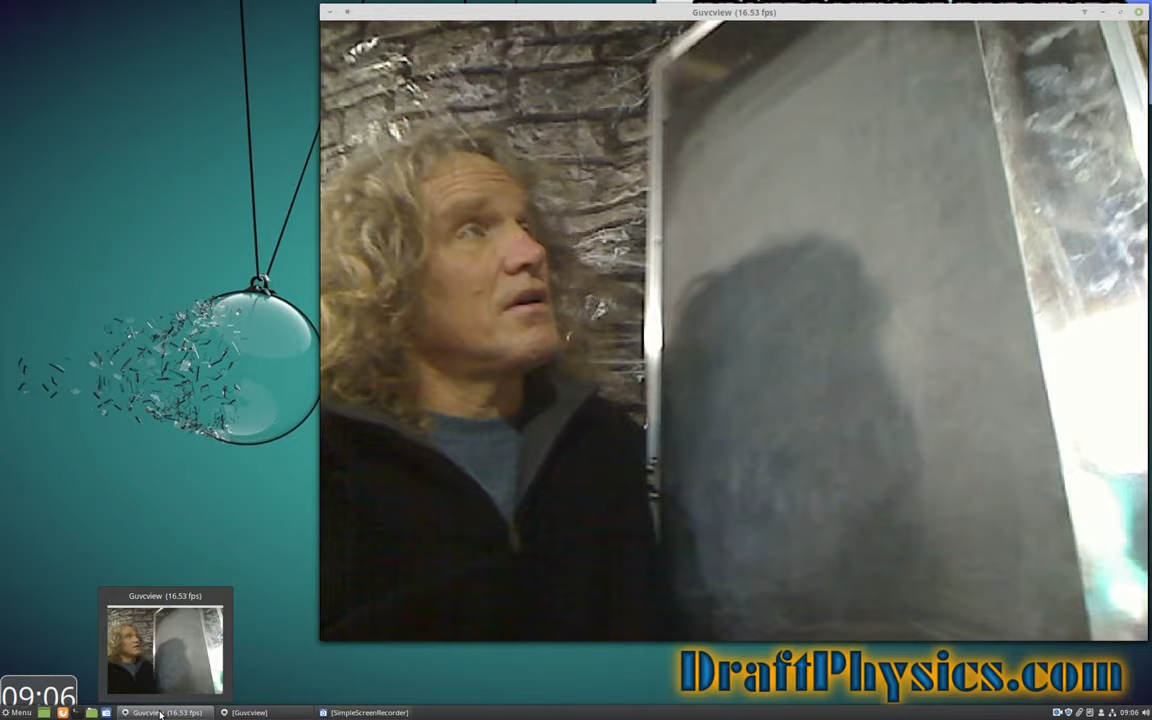 Guvcview (16.53 fps)
Guvcview (16.53 fps)
DraftPhysics.com
09:06
Menu
Guvcview (16.53 fps)
[Guvcview]
[SimpleScreenRecorder]
09:06